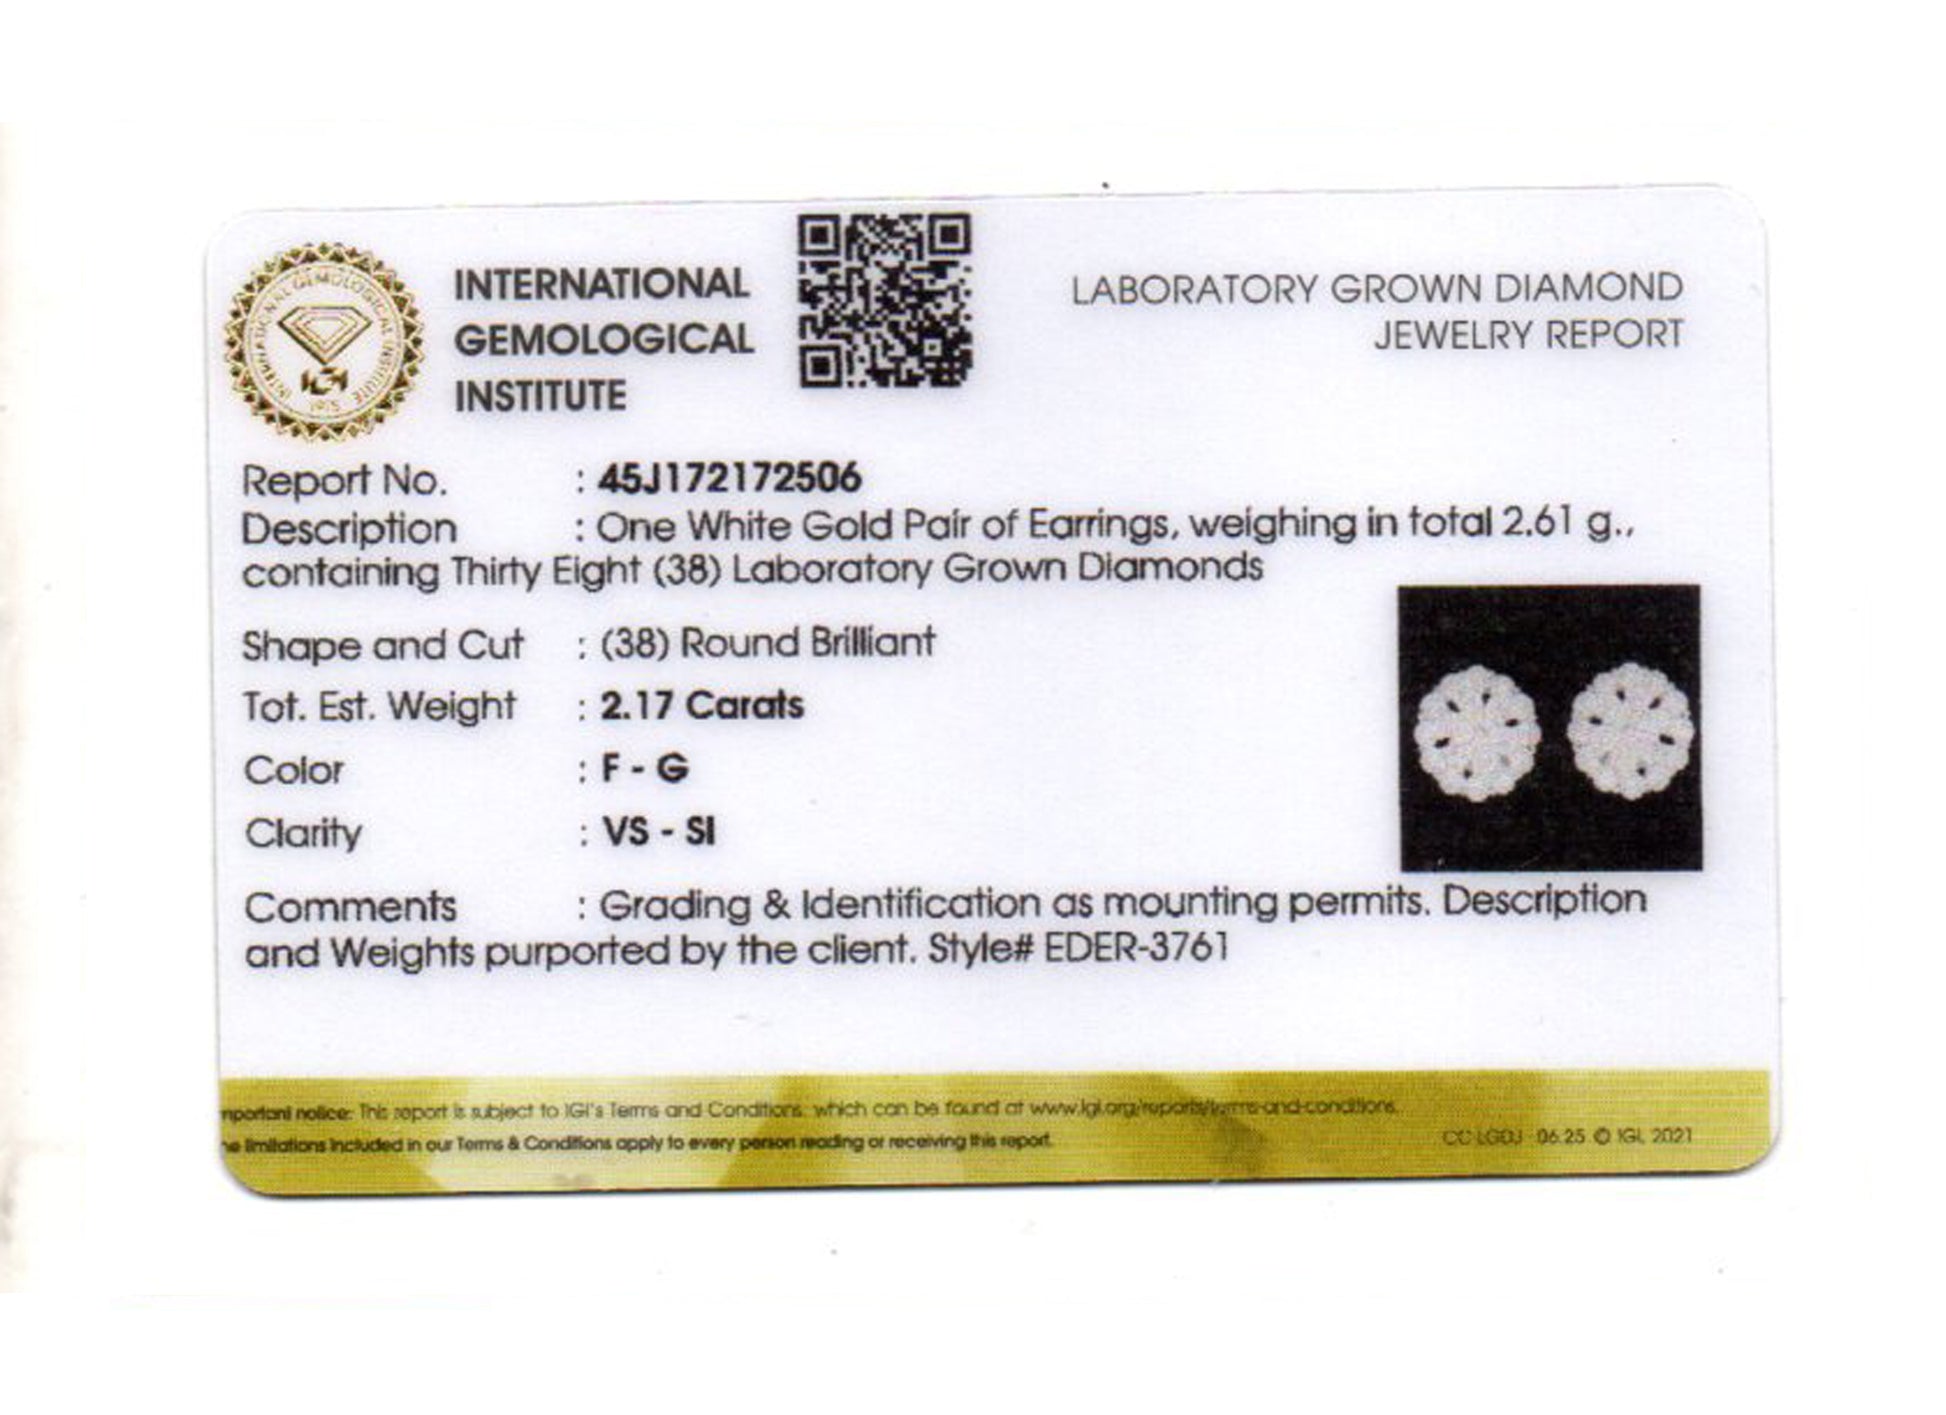 INTERNATIONAL GEMOLOGICAL INSTITUTE
IGI
1975
INTERNATIONAL
GEMOLOGICAL
INSTITUTE
LABORATORY GROWN DIAMOND
JEWELRY REPORT
Report No. : 45J172172506
Description : One White Gold Pair of Earrings, weighing in total 2.61 g.,
containing Thirty Eight (38) Laboratory Grown Diamonds
Shape and Cut : (38) Round Brilliant
Tot. Est. Weight : 2.17 Carats
Color : F - G
Clarity : VS - SI
Comments : Grading & Identification as mounting permits. Description
and Weights purported by the client. Style# EDER-3761
notice: This report is subject to IGI's Terms and Conditions which can be found at www.igi.org/reports/terms-and-conditions.
limitations included in our Terms & Conditions apply to every person reading or receiving this report.
CC LGDJ 06.25 © IGI, 2021